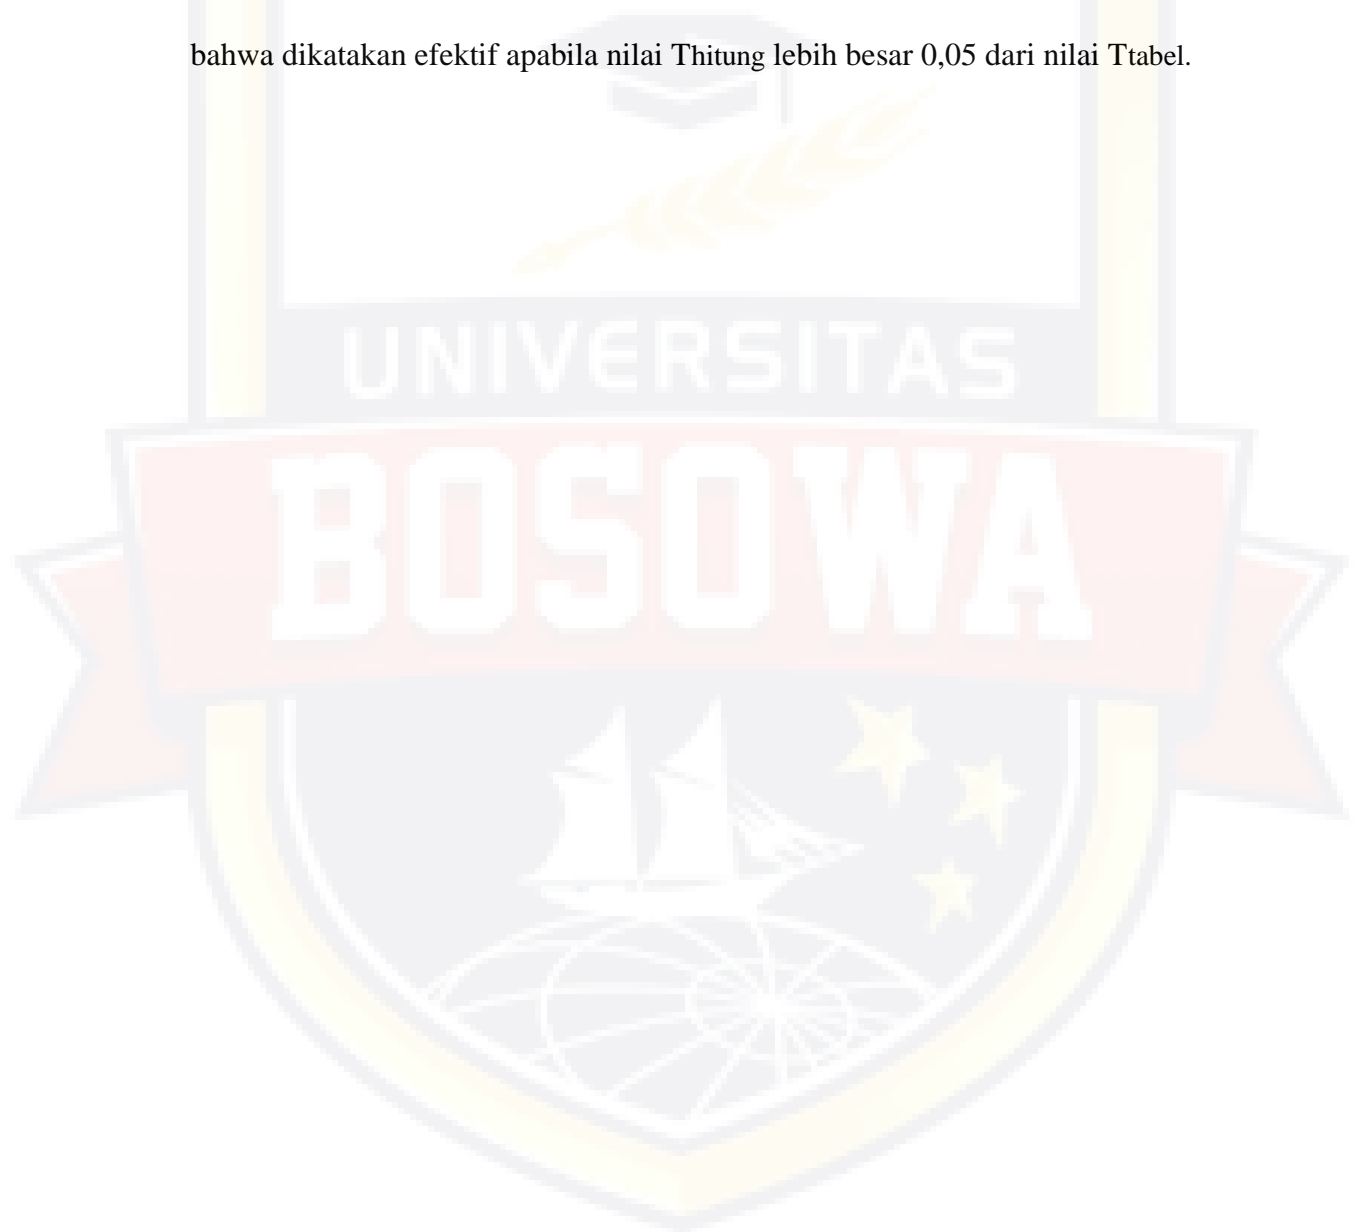 bahwa dikatakan efektif apabila nilai Thitung lebih besar 0,05 dari nilai Ttabel.
UNIVERSITAS
BOSOWA